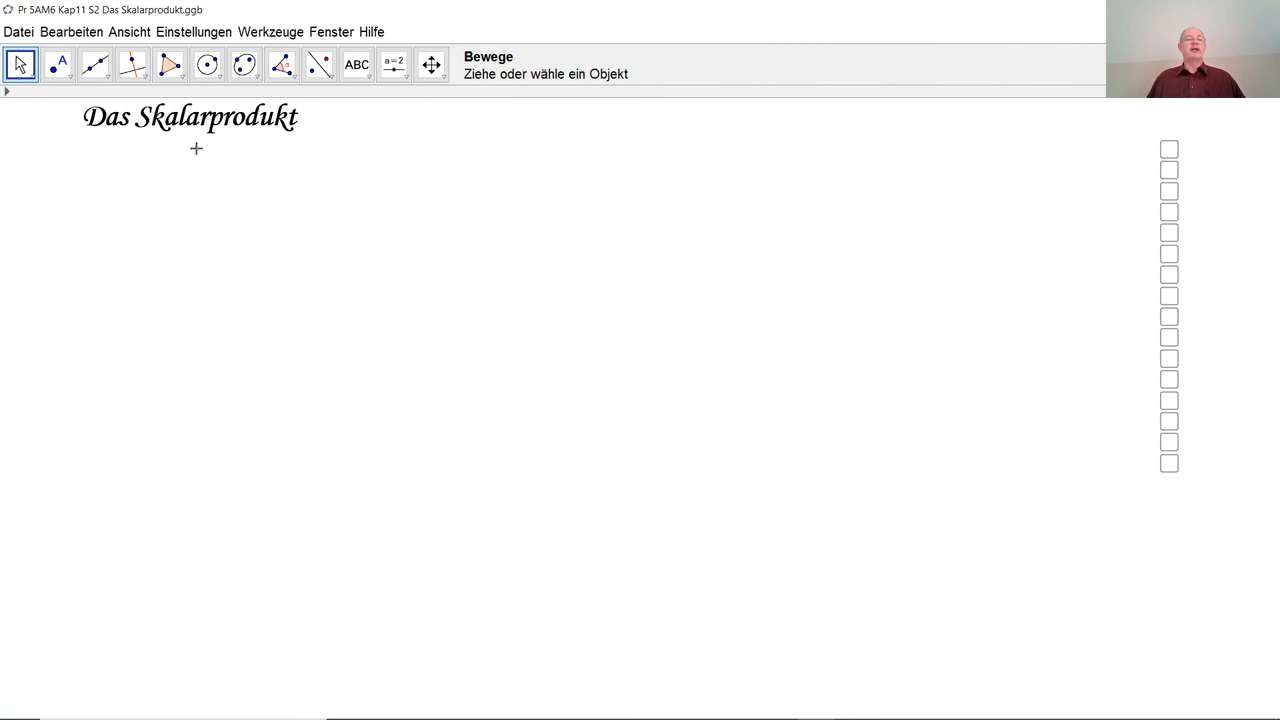 Pr 5AM6 Kap11 S2 Das Skalarprodukt.ggb
Datei Bearbeiten Ansicht Einstellungen Werkzeuge Fenster Hilfe
A
ABC
a=2
Bewege
Ziehe oder wähle ein Objekt
Das Skalarprodukt